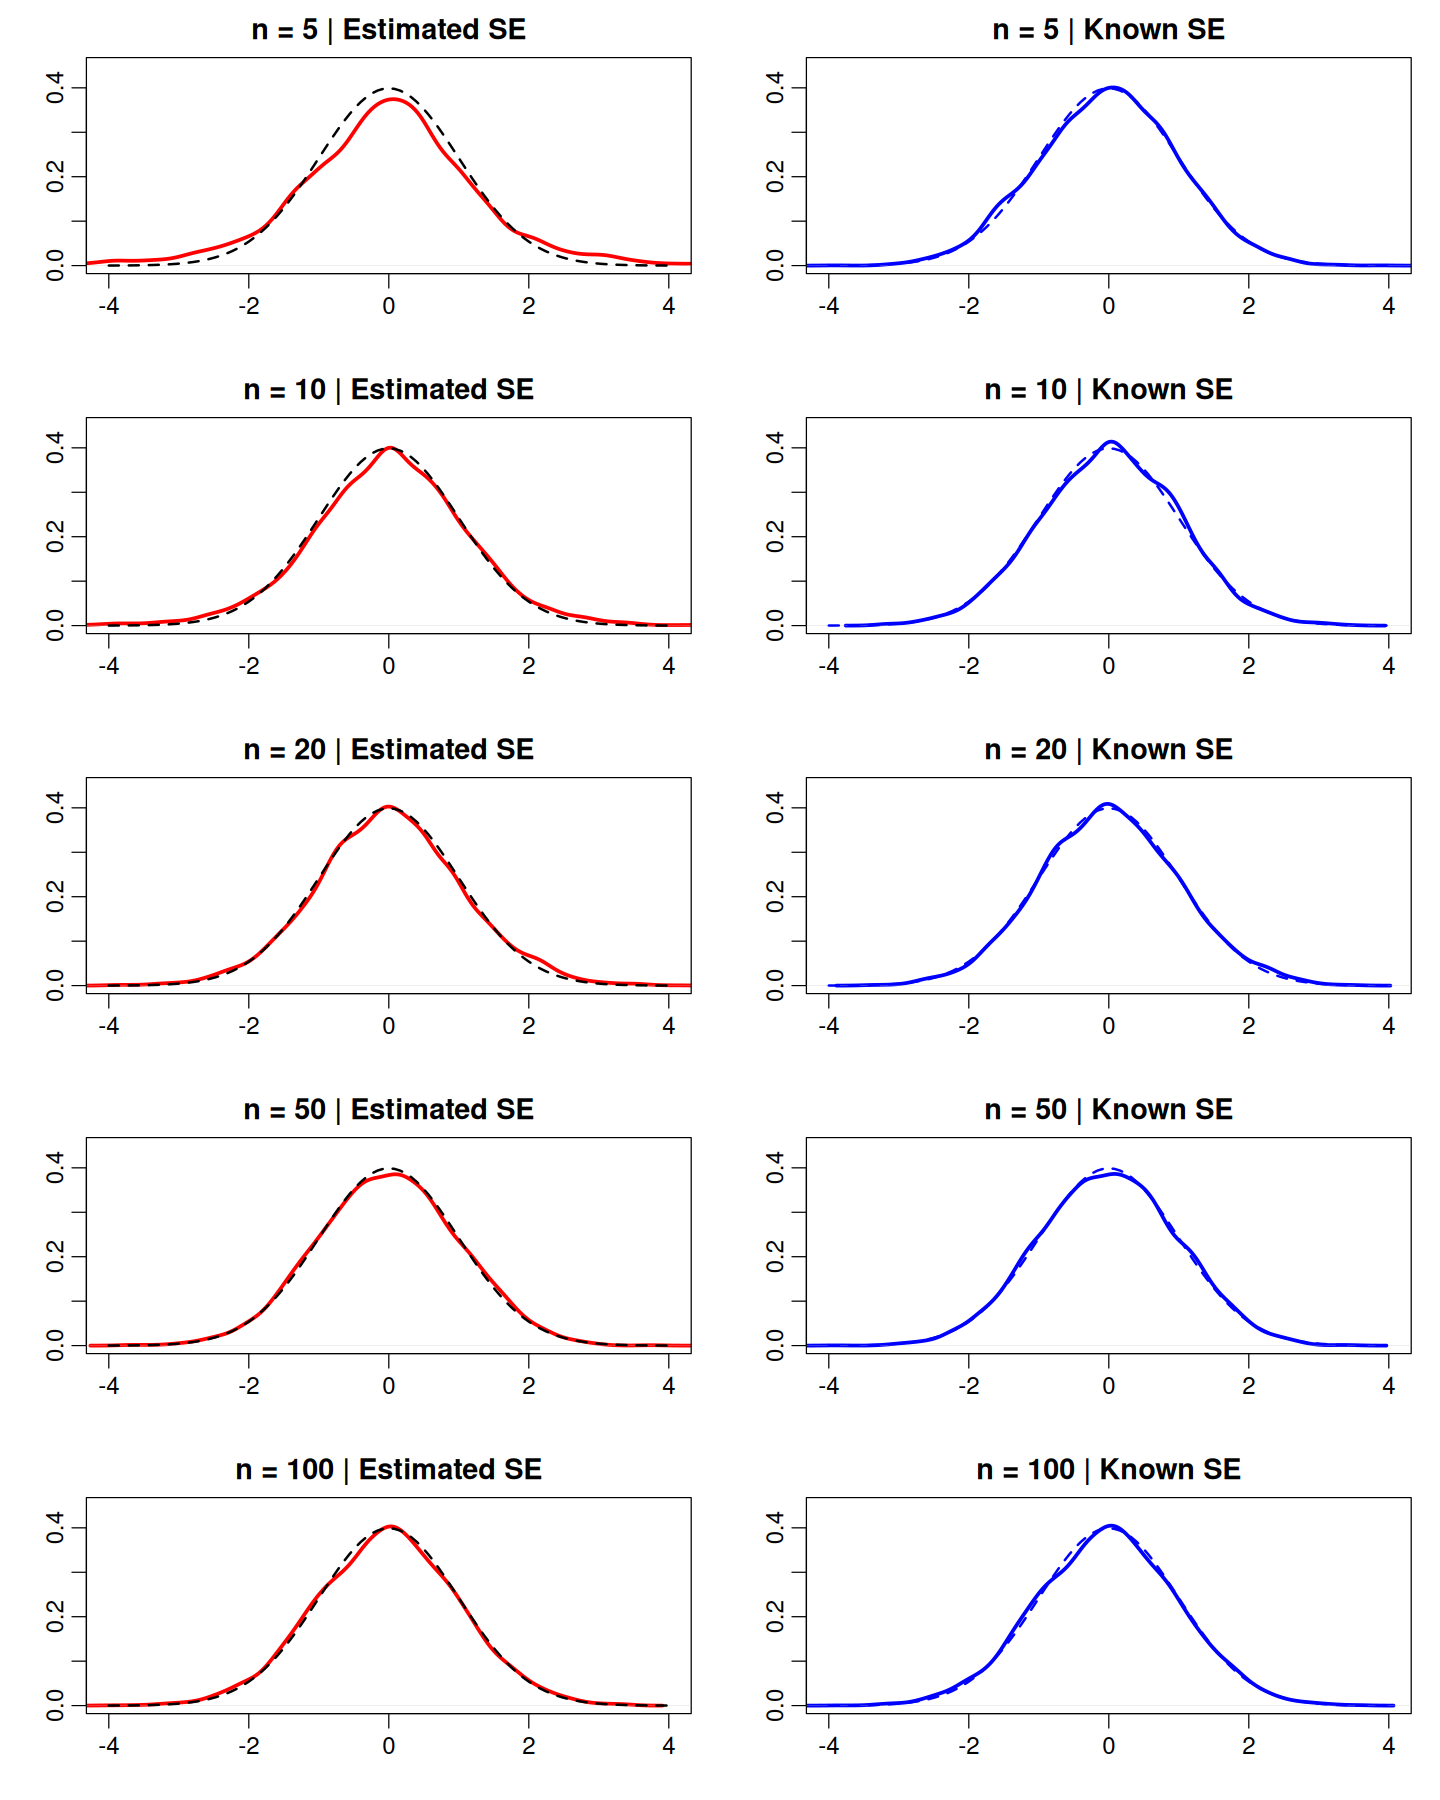 n = 5 | Estimated SE
0.0 0.2 0.4
-4 -2 0 2 4
n = 5 | Known SE
0.0 0.2 0.4
-4 -2 0 2 4
n = 10 | Estimated SE
0.0 0.2 0.4
-4 -2 0 2 4
n = 10 | Known SE
0.0 0.2 0.4
-4 -2 0 2 4
n = 20 | Estimated SE
0.0 0.2 0.4
-4 -2 0 2 4
n = 20 | Known SE
0.0 0.2 0.4
-4 -2 0 2 4
n = 50 | Estimated SE
0.0 0.2 0.4
-4 -2 0 2 4
n = 50 | Known SE
0.0 0.2 0.4
-4 -2 0 2 4
n = 100 | Estimated SE
0.0 0.2 0.4
-4 -2 0 2 4
n = 100 | Known SE
0.0 0.2 0.4
-4 -2 0 2 4